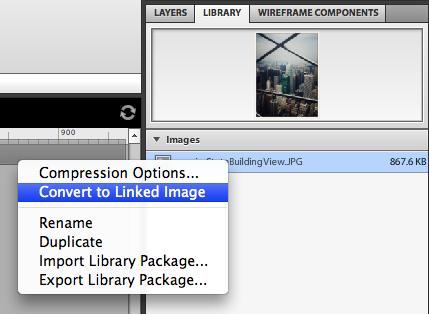 LAYERS LIBRARY WIREFRAME COMPONENTS
900
Images
StateBuildingView.JPG 867.6 KB
Compression Options...
Convert to Linked Image
Rename
Duplicate
Import Library Package...
Export Library Package...